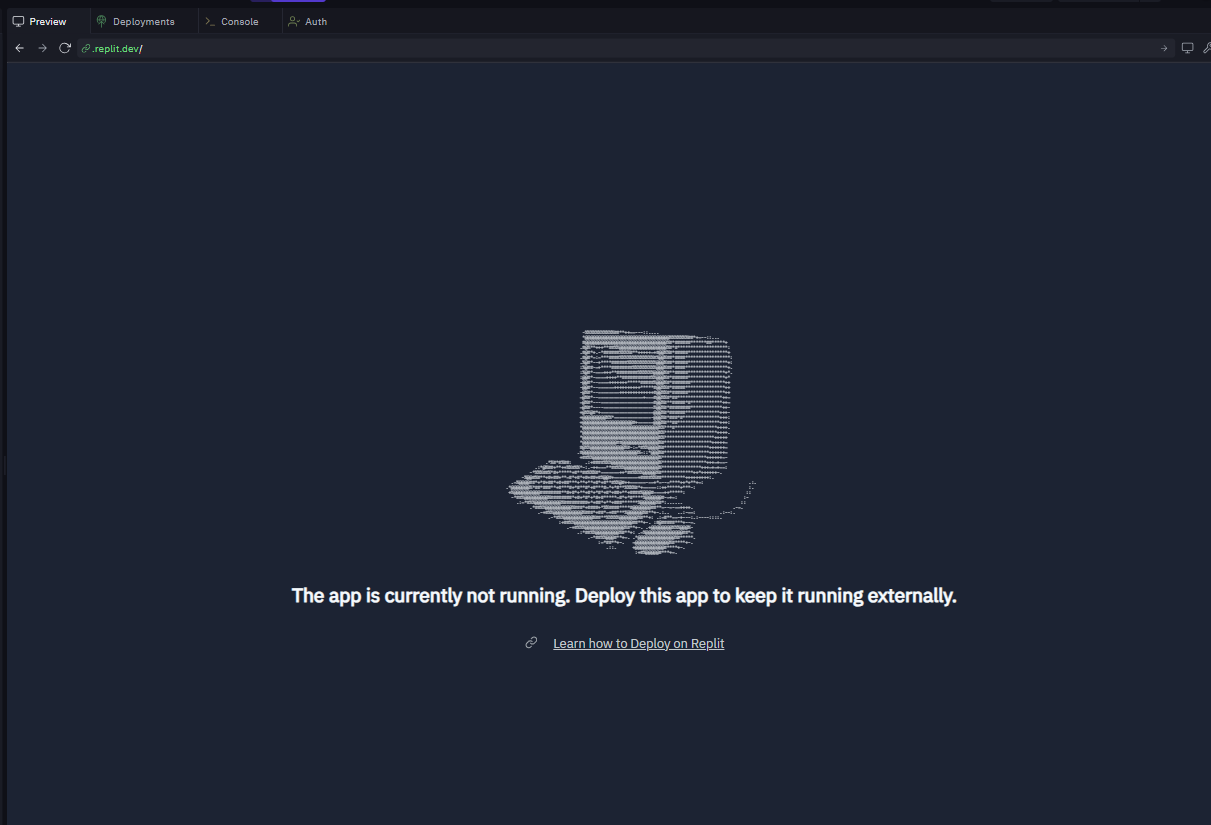 Preview
Deployments
Console
Auth
.replit.dev/
The app is currently not running. Deploy this app to keep it running externally.
Learn how to Deploy on Replit